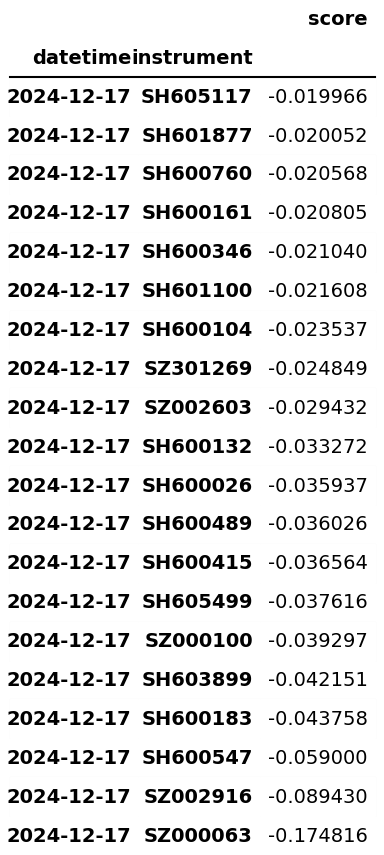 score
datetime instrument
2024-12-17 SH605117 -0.019966
2024-12-17 SH601877 -0.020052
2024-12-17 SH600760 -0.020568
2024-12-17 SH600161 -0.020805
2024-12-17 SH600346 -0.021040
2024-12-17 SH601100 -0.021608
2024-12-17 SH600104 -0.023537
2024-12-17 SZ301269 -0.024849
2024-12-17 SZ002603 -0.029432
2024-12-17 SH600132 -0.033272
2024-12-17 SH600026 -0.035937
2024-12-17 SH600489 -0.036026
2024-12-17 SH600415 -0.036564
2024-12-17 SH605499 -0.037616
2024-12-17 SZ000100 -0.039297
2024-12-17 SH603899 -0.042151
2024-12-17 SH600183 -0.043758
2024-12-17 SH600547 -0.059000
2024-12-17 SZ002916 -0.089430
2024-12-17 SZ000063 -0.174816